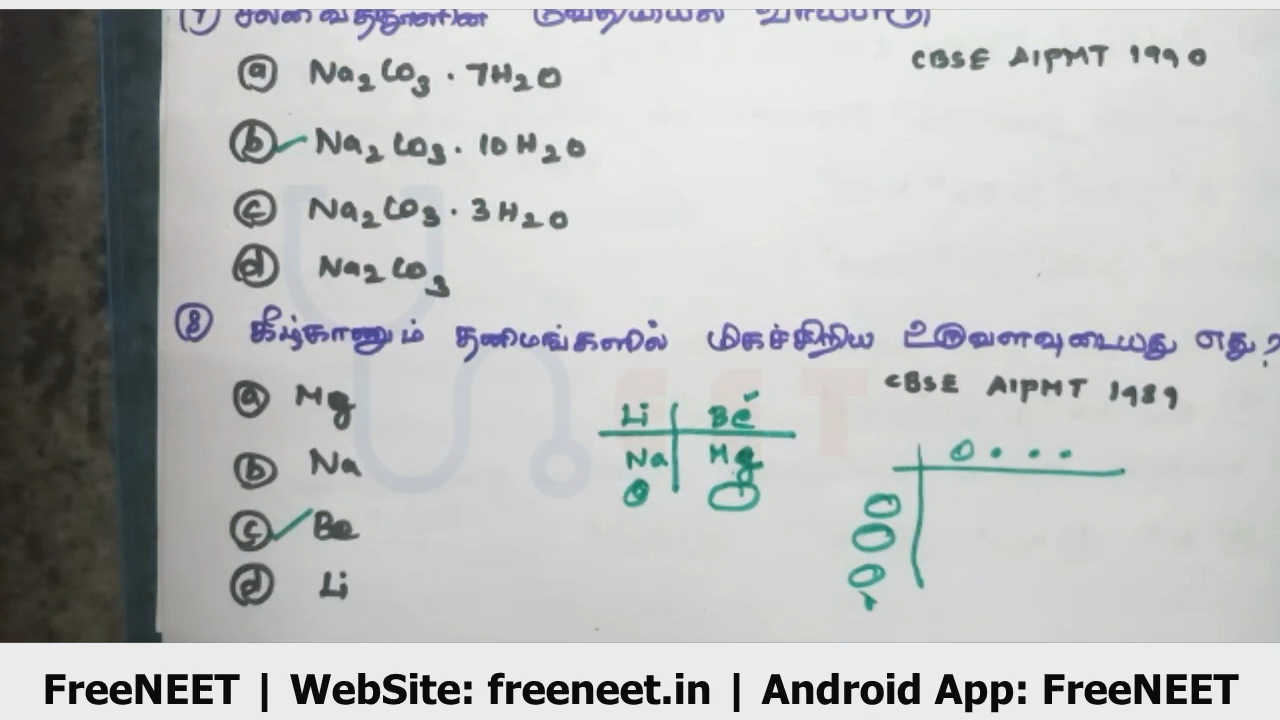 CBSE AIPMT 1990
ⓐ Na₂CO₃ · 7H₂O
ⓑ Na₂CO₃ · 10H₂O
ⓒ Na₂CO₃ · 3H₂O
ⓓ Na₂CO₃
⑧ கீழ்காணும் தனிமங்களில் மிகச்சிறிய உருவளவுடையது எது?
CBSE AIPMT 1989
ⓐ Mg
ⓑ Na
ⓒ Be
ⓓ Li
Li Be
Na Mg
FreeNEET | WebSite: freeneet.in | Android App: FreeNEET